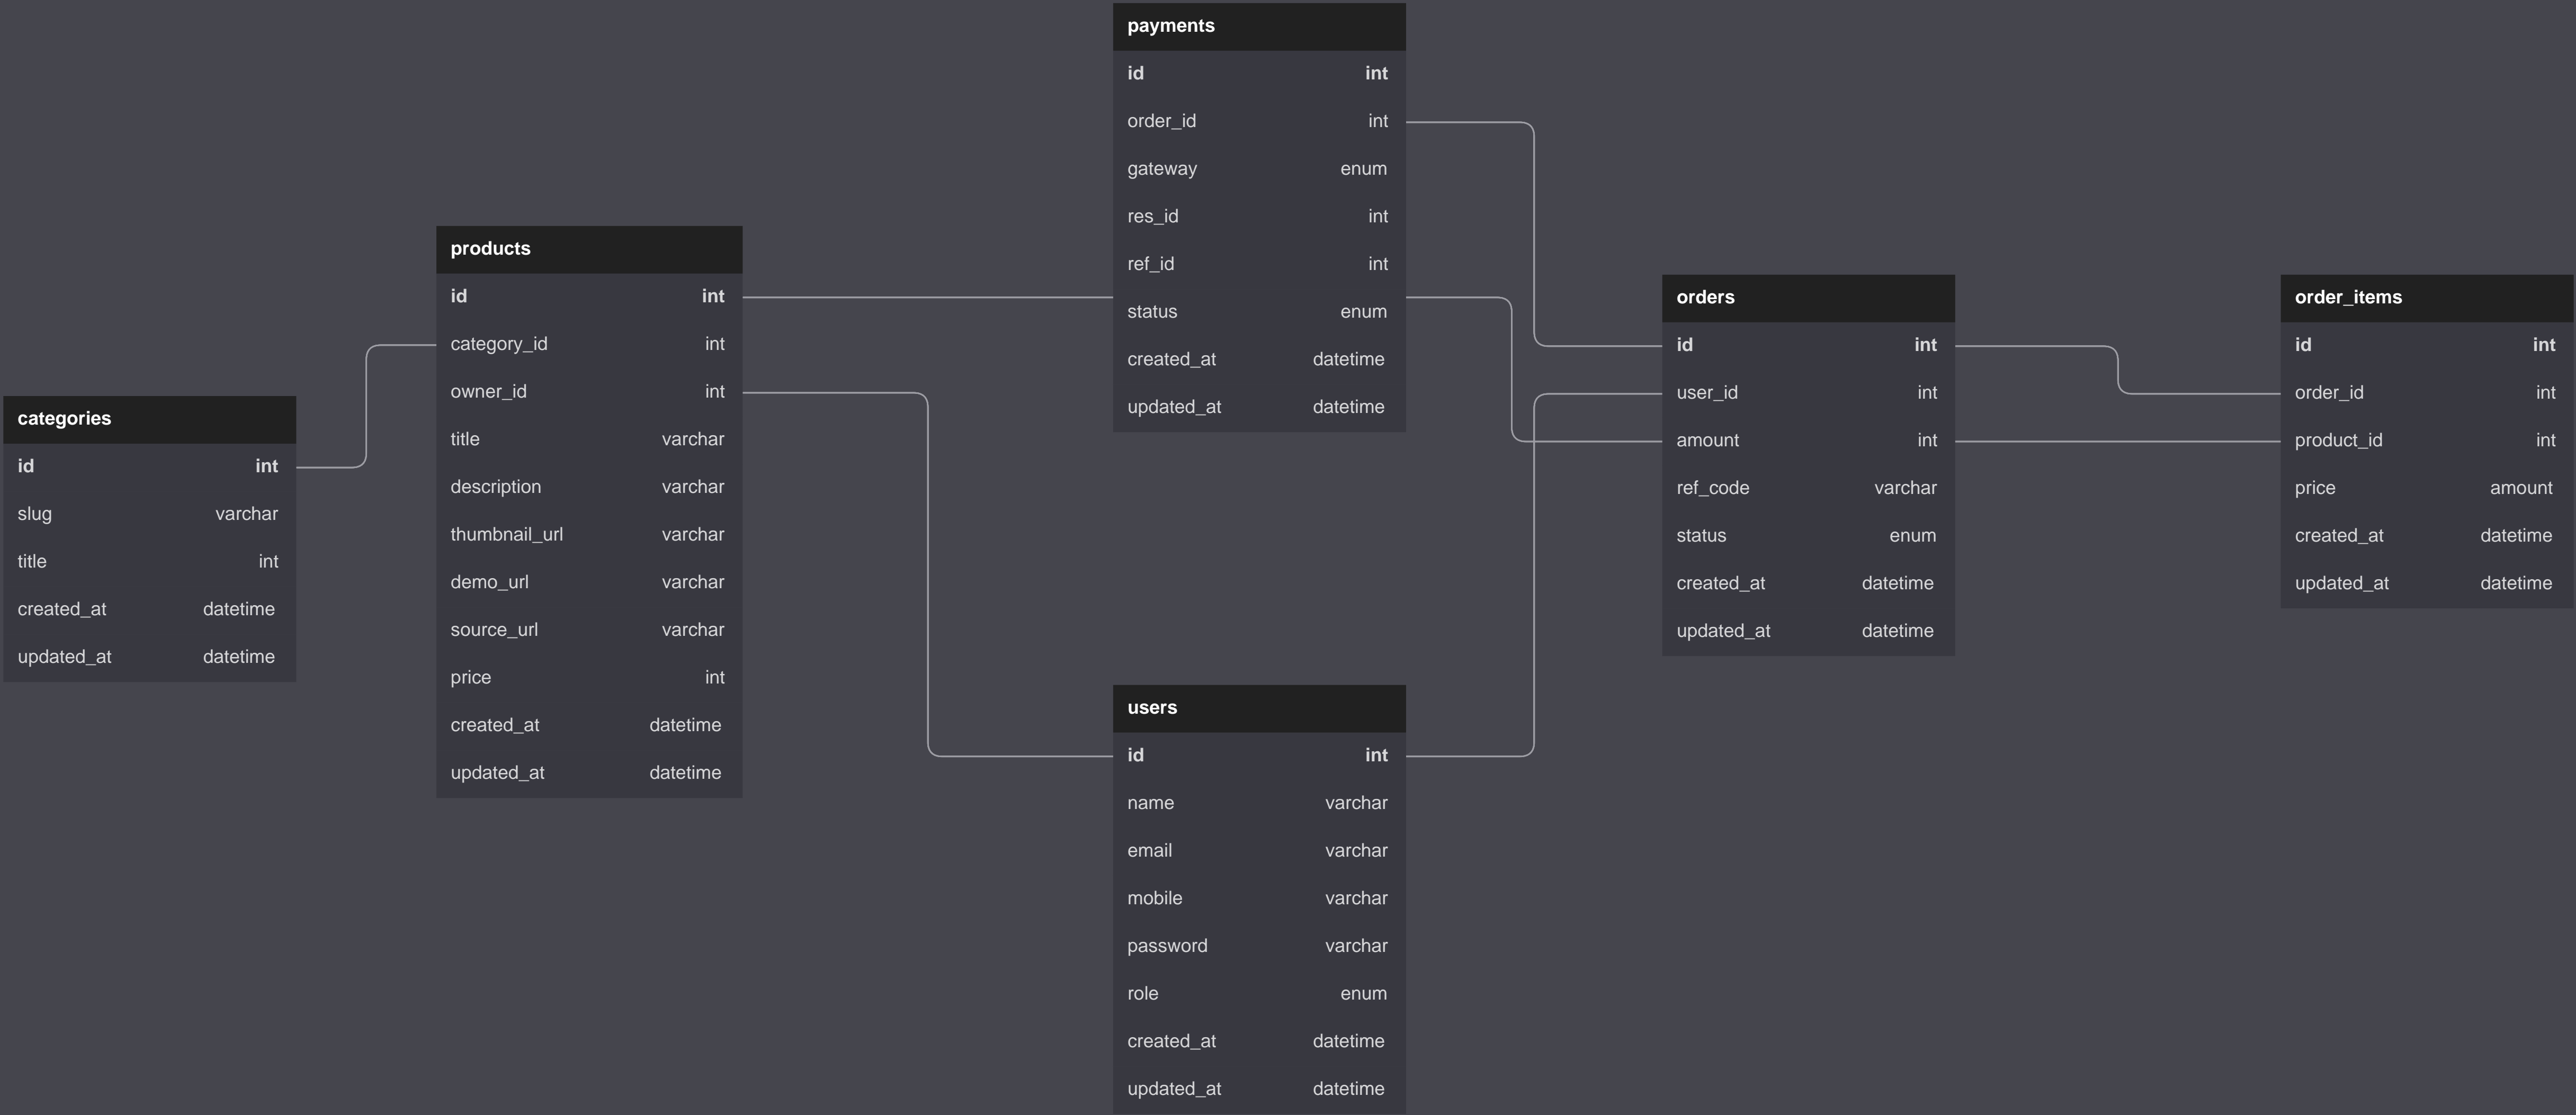 payments
id int
order_id int
gateway enum
res_id int
ref_id int
status enum
created_at datetime
updated_at datetime
products
id int
category_id int
owner_id int
title varchar
description varchar
thumbnail_url varchar
demo_url varchar
source_url varchar
price int
created_at datetime
updated_at datetime
orders
id int
user_id int
amount int
ref_code varchar
status enum
created_at datetime
updated_at datetime
order_items
id int
order_id int
product_id int
price amount
created_at datetime
updated_at datetime
categories
id int
slug varchar
title int
created_at datetime
updated_at datetime
users
id int
name varchar
email varchar
mobile varchar
password varchar
role enum
created_at datetime
updated_at datetime